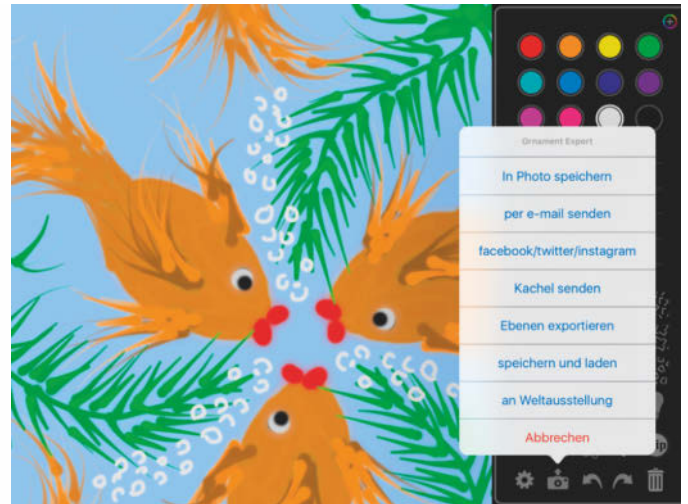 Ornament Export
In Photo speichern
per e-mail senden
facebook/twitter/instagram
Kachel senden
Ebenen exportieren
speichern und laden
an Weltausstellung
Abbrechen